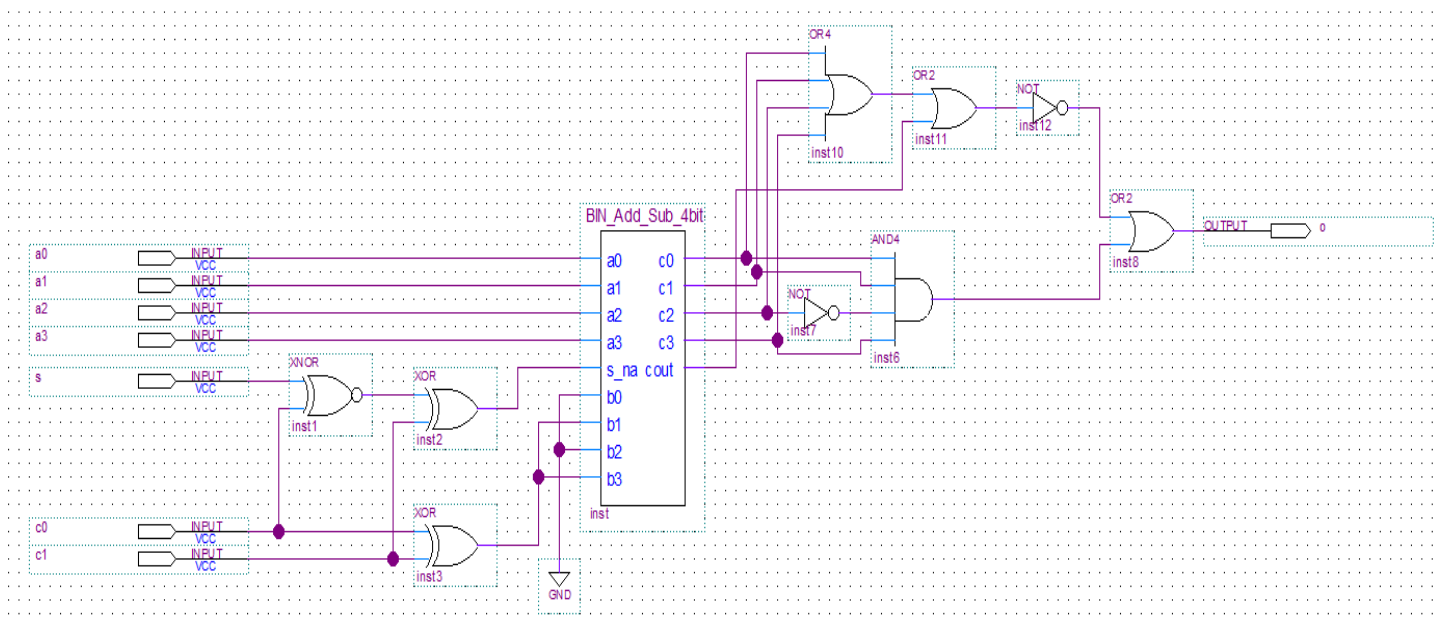 OR4
inst10
OR2
inst11
NOT
inst12
BIN_Add_Sub_4bit
a0 c0
a1 c1
a2 c2
a3 c3
s_na cout
b0
b1
b2
b3
inst
a0 INPUT
VCC
a1 INPUT
VCC
a2 INPUT
VCC
a3 INPUT
VCC
s INPUT
VCC
XNOR
inst1
XOR
inst2
c0 INPUT
VCC
c1 INPUT
VCC
XOR
inst3
GND
NOT
inst7
AND4
inst6
OR2
inst8
OUTPUT o